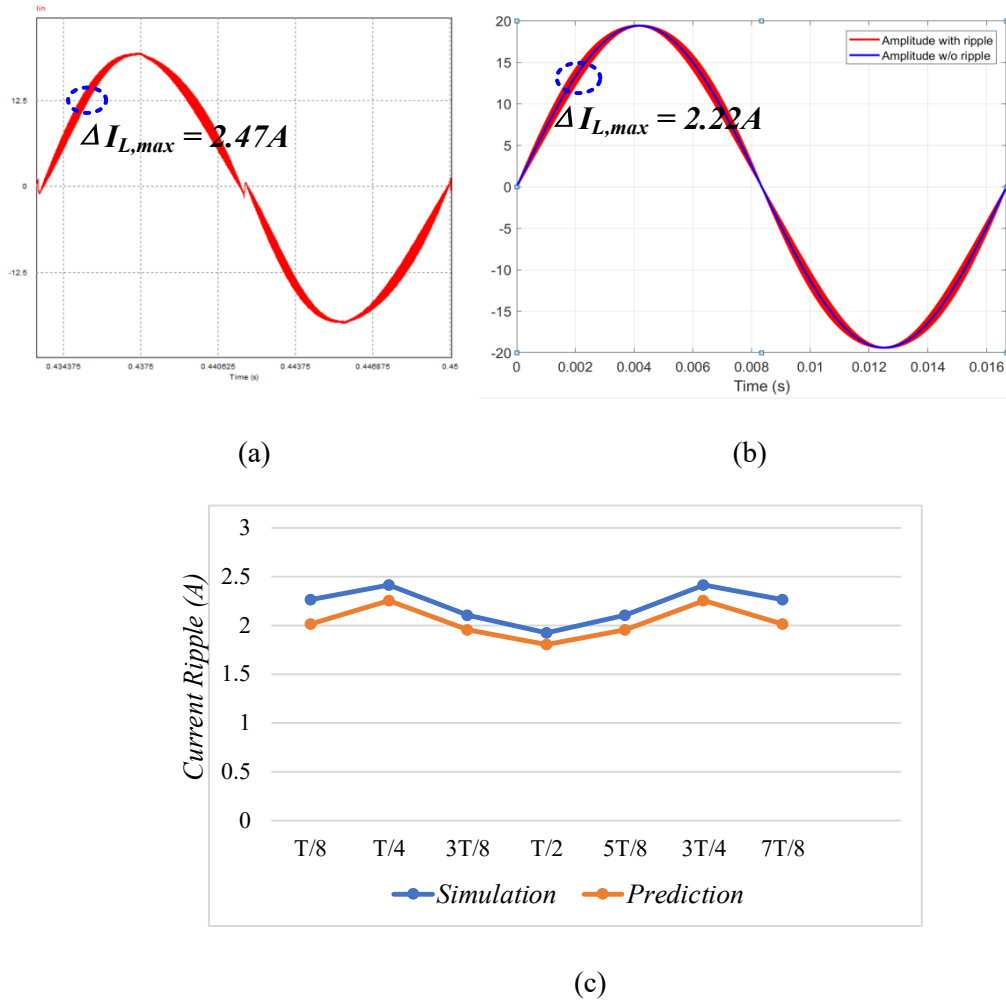 Iin
12.5
0
-12.5
ΔI_L,max = 2.47A
0.434375 0.4375 0.440625 0.44375 0.446875 0.45
Time (s)
20
15
10
5
0
-5
-10
-15
-20
Amplitude with ripple
Amplitude w/o ripple
ΔI_L,max = 2.22A
0 0.002 0.004 0.006 0.008 0.01 0.012 0.014 0.016
Time (s)
(a)
(b)
Current Ripple (A)
3
2.5
2
1.5
1
0.5
0
T/8 T/4 3T/8 T/2 5T/8 3T/4 7T/8
Simulation Prediction
(c)